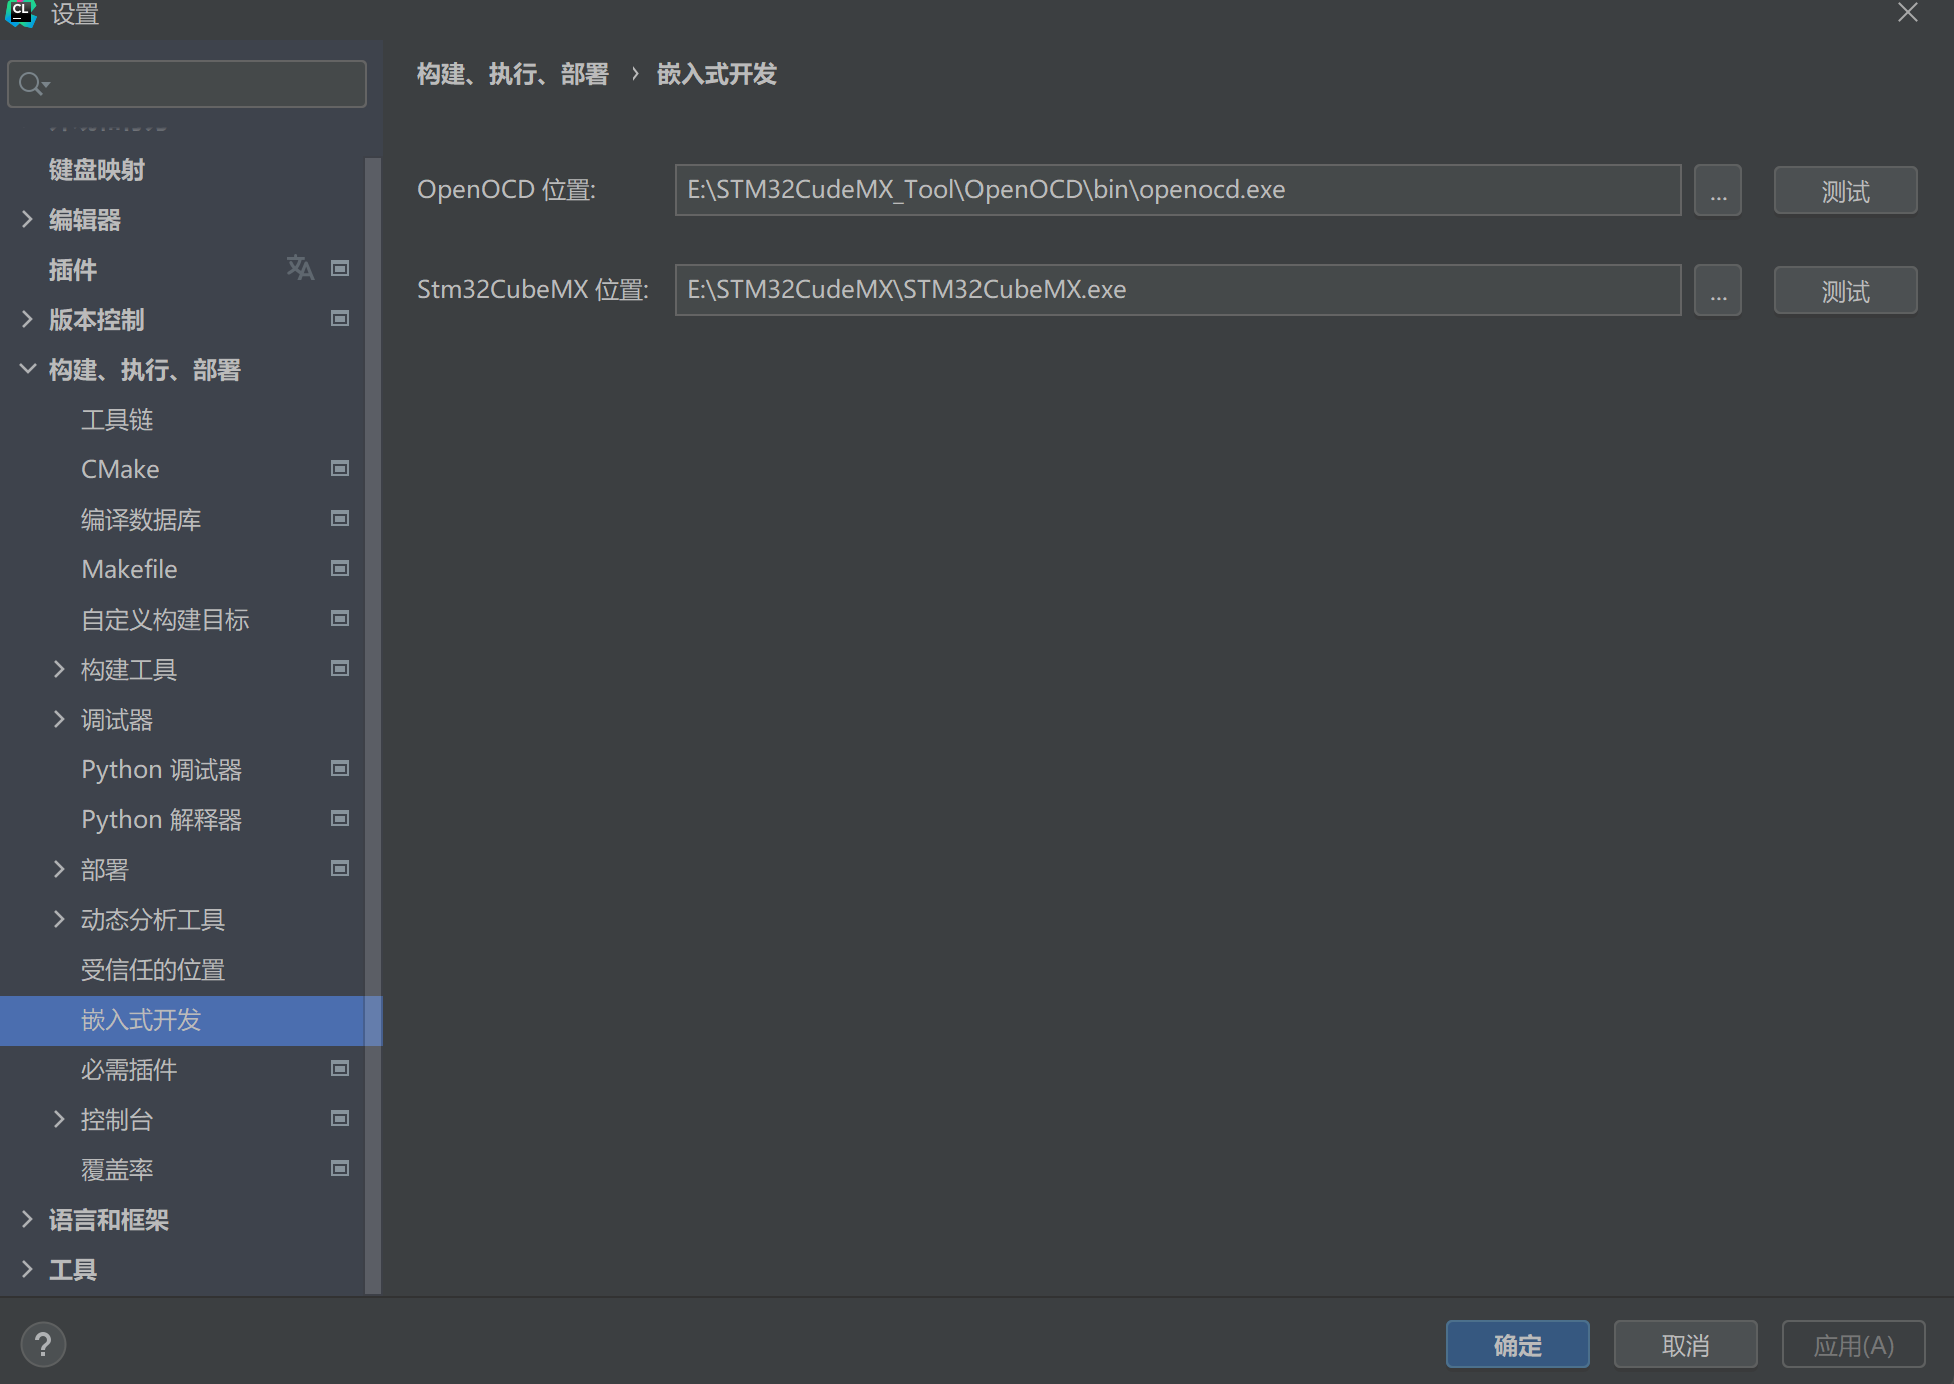 CL 设置
构建、执行、部署 › 嵌入式开发
键盘映射
编辑器
插件
版本控制
构建、执行、部署
工具链
CMake
编译数据库
Makefile
自定义构建目标
构建工具
调试器
Python 调试器
Python 解释器
部署
动态分析工具
受信任的位置
嵌入式开发
必需插件
控制台
覆盖率
语言和框架
工具
OpenOCD 位置: E:\STM32CudeMX_Tool\OpenOCD\bin\openocd.exe ... 测试
Stm32CubeMX 位置: E:\STM32CudeMX\STM32CubeMX.exe ... 测试
? 确定 取消 应用(A)